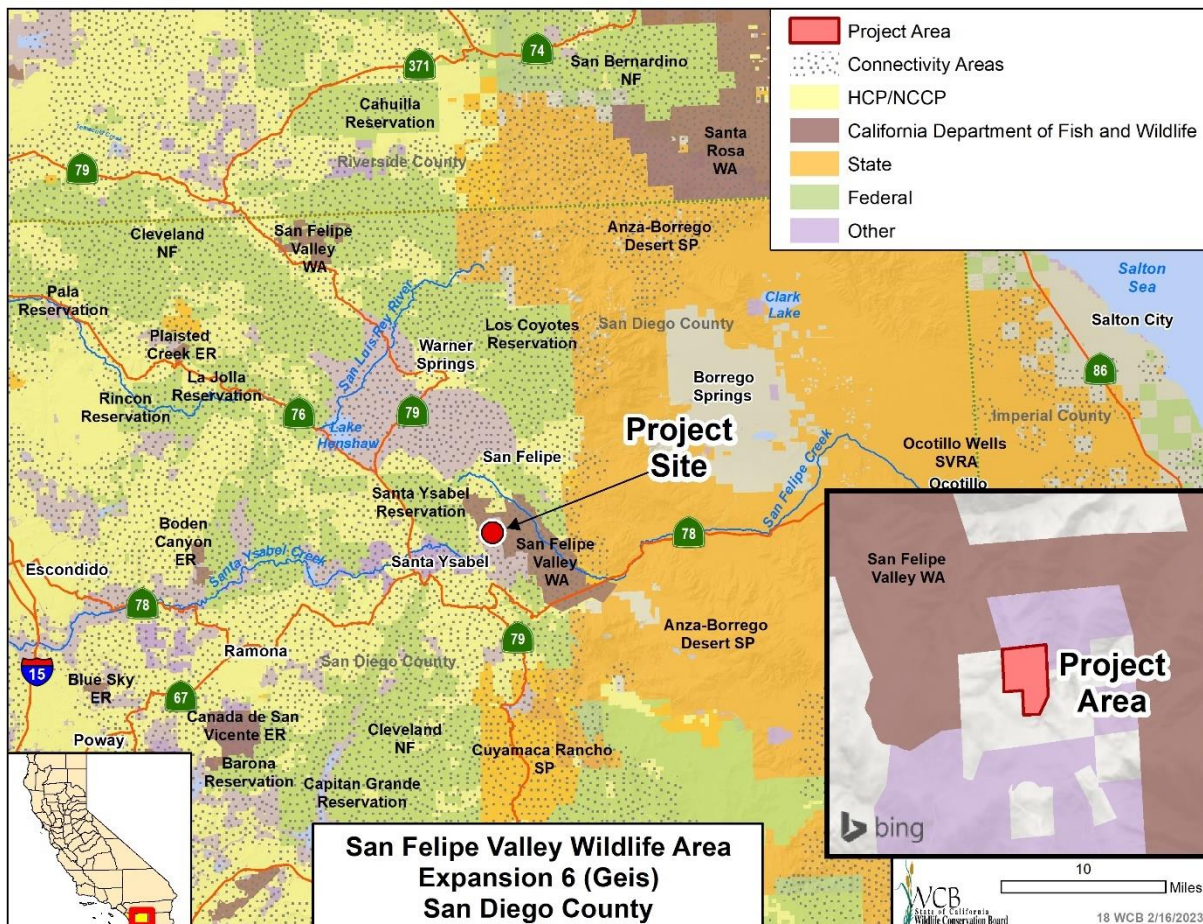 Project Area
Connectivity Areas
HCP/NCCP
California Department of Fish and Wildlife
State
Federal
Other
371
74
San Bernardino
NF
Cahuilla
Reservation
Riverside County
Santa
Rosa
WA
79
Cleveland
NF
San Felipe
Valley
WA
Anza-Borrego
Desert SP
Pala
Reservation
San Luis Rey River
Los Coyotes
Reservation
Clark
Lake
San Diego County
Salton
Sea
Salton City
Plaisted
Creek ER
Warner
Springs
La Jolla
Reservation
Rincon
Reservation
76
79
Lake
Henshaw
Borrego
Springs
86
Imperial County
Project
Site
San Felipe
San Felipe Creek
Ocotillo Wells
SVRA
Ocotillo
Santa Ysabel
Reservation
Boden
Canyon
ER
Santa Ysabel Creek
Santa Ysabel
San Felipe
Valley
WA
78
Escondido
78
Ramona
San Diego County
79
Anza-Borrego
Desert SP
15
Blue Sky
ER
67
Poway
Canada de San
Vicente ER
Cleveland
NF
Cuyamaca Rancho
SP
Barona
Reservation
Capitan Grande
Reservation
San Felipe
Valley WA
Project
Area
bing
San Felipe Valley Wildlife Area
Expansion 6 (Geis)
San Diego County
WCB
State of California
Wildlife Conservation Board
10
Miles
18 WCB 2/16/202